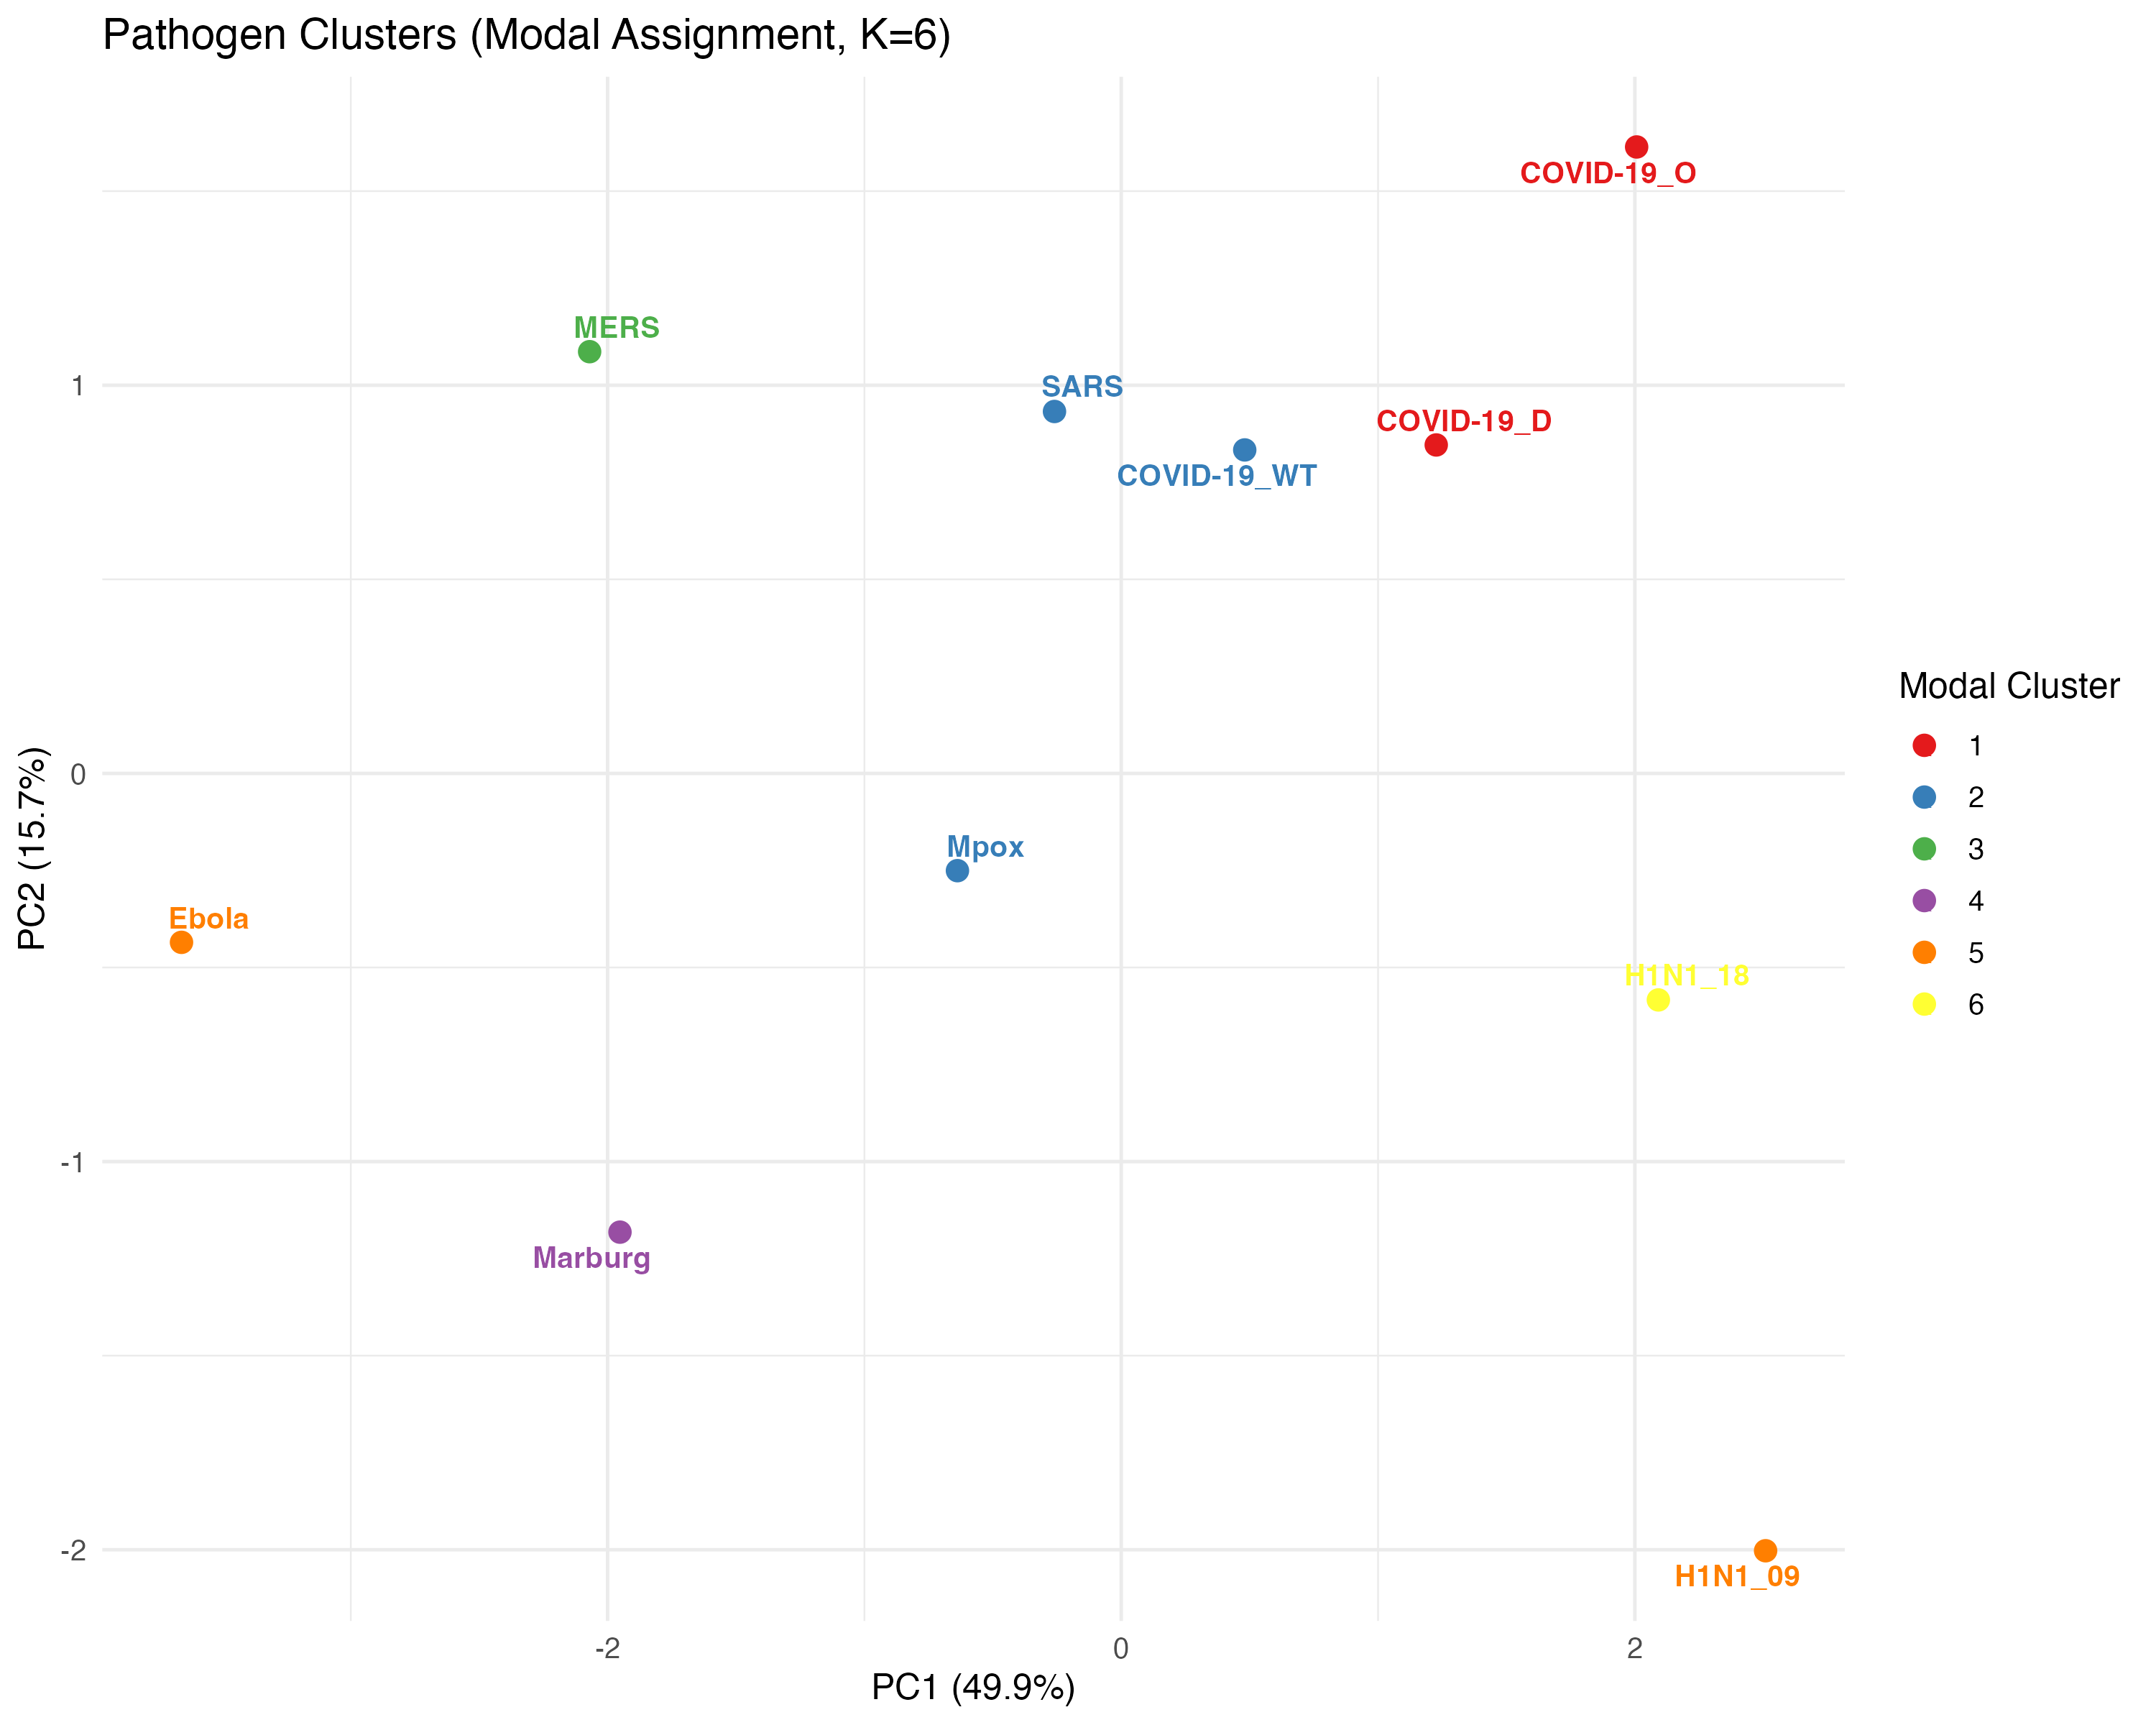 Pathogen Clusters (Modal Assignment, K=6)
COVID-19_O
MERS
SARS
COVID-19_D
COVID-19_WT
Mpox
Ebola
H1N1_18
Marburg
H1N1_09
1
0
-1
-2
PC2 (15.7%)
-2
0
2
PC1 (49.9%)
Modal Cluster
1
2
3
4
5
6